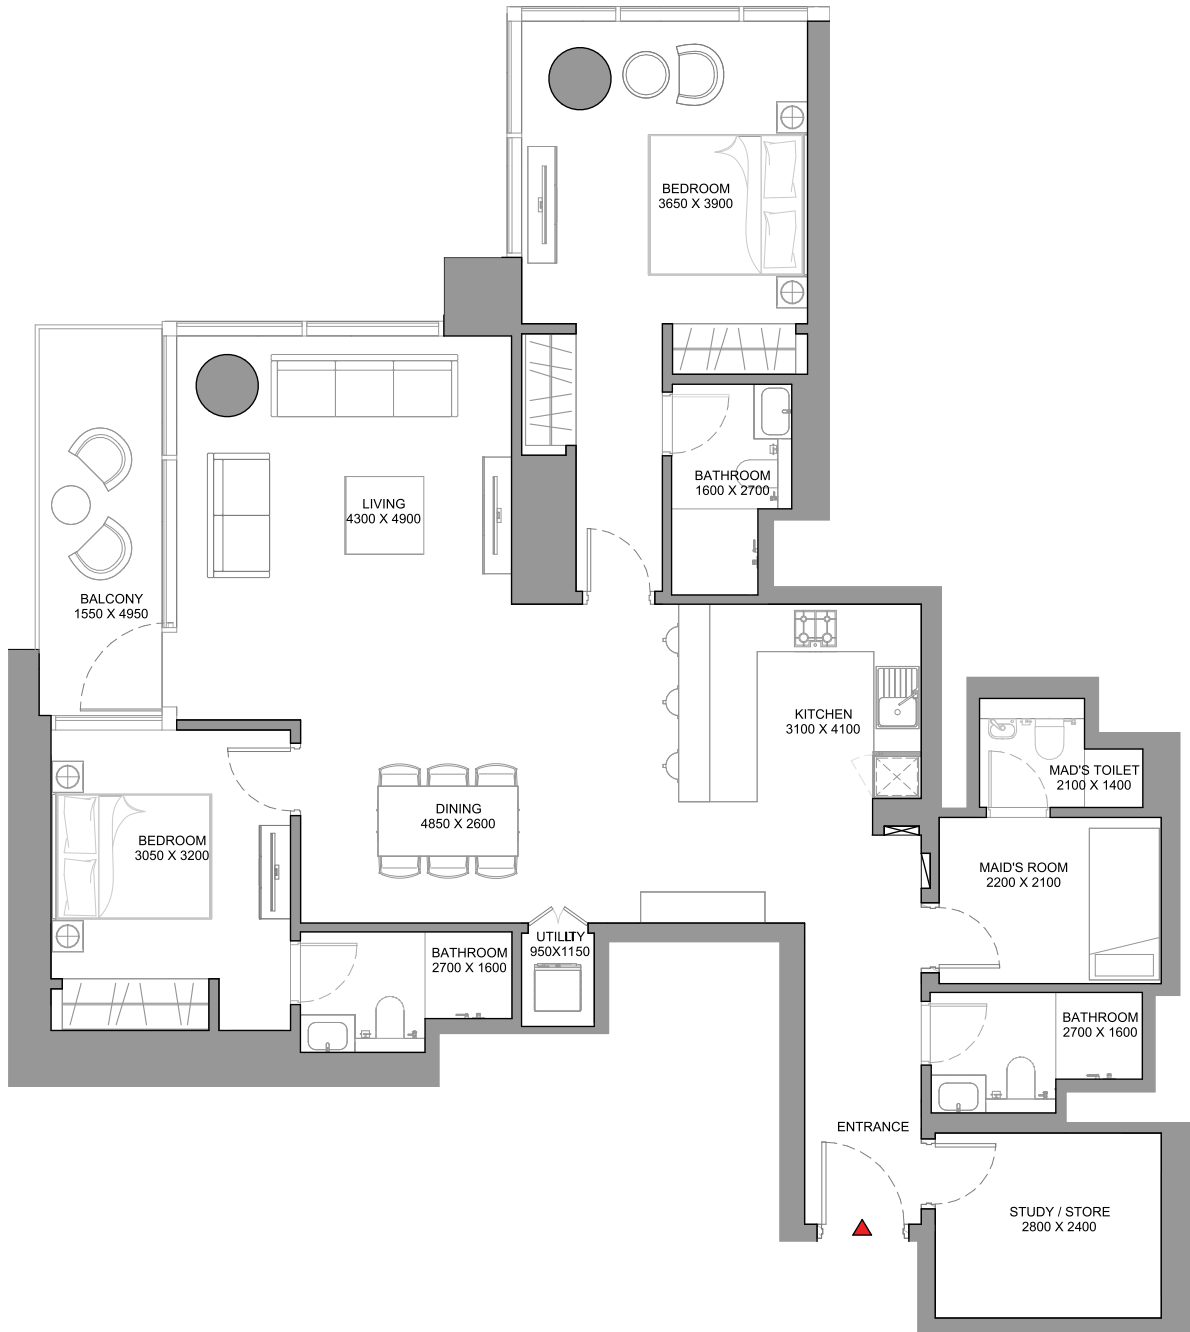 BEDROOM
3650 X 3900
BATHROOM
1600 X 2700
LIVING
4300 X 4900
BALCONY
1550 X 4950
KITCHEN
3100 X 4100
MAD'S TOILET
2100 X 1400
DINING
4850 X 2600
BEDROOM
3050 X 3200
MAID'S ROOM
2200 X 2100
UTILITY
950X1150
BATHROOM
2700 X 1600
BATHROOM
2700 X 1600
ENTRANCE
STUDY / STORE
2800 X 2400